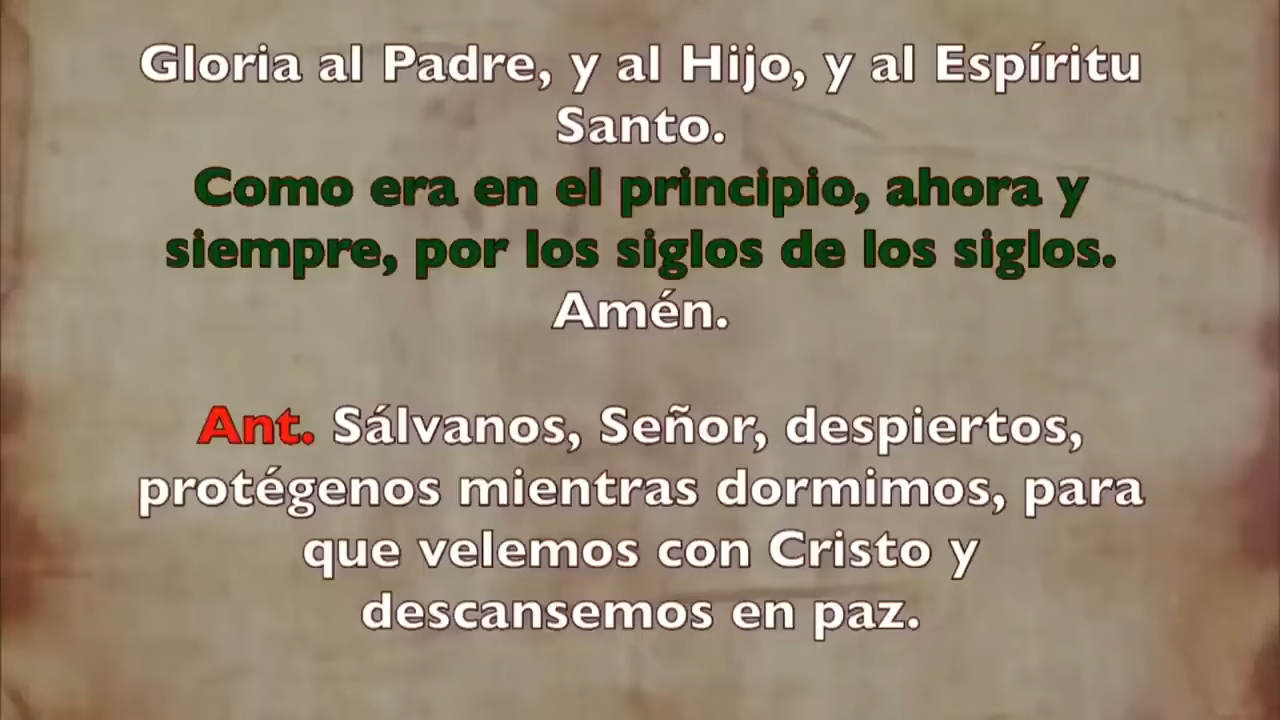 Gloria al Padre, y al Hijo, y al Espíritu
Santo.
Como era en el principio, ahora y
siempre, por los siglos de los siglos.
Amén.
Ant. Sálvanos, Señor, despiertos,
protégenos mientras dormimos, para
que velemos con Cristo y
descansemos en paz.